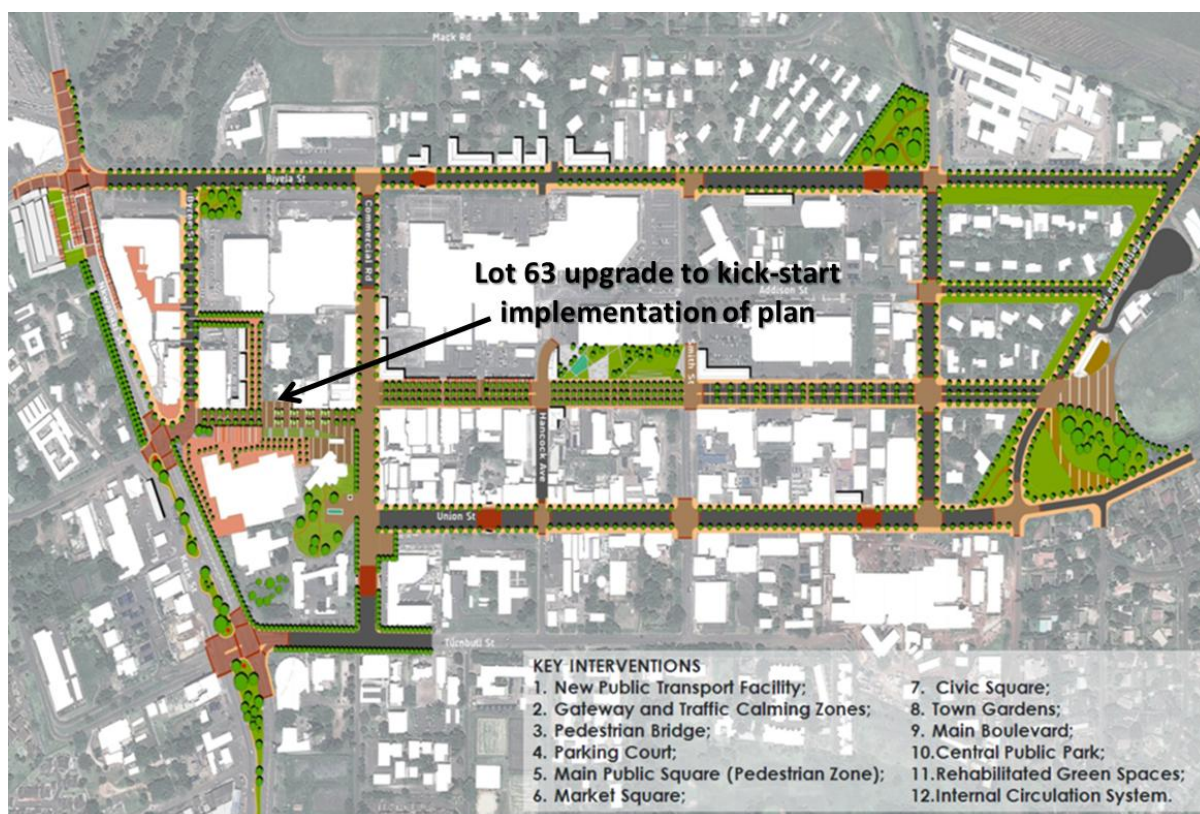 Mack Rd
Biyela St
Commercial Rd
Lot 63 upgrade to kick-start
implementation of plan
Addison St
Smith St
Hancock Ave
Union St
Turnbull St
KEY INTERVENTIONS
1. New Public Transport Facility;
2. Gateway and Traffic Calming Zones;
3. Pedestrian Bridge;
4. Parking Court;
5. Main Public Square (Pedestrian Zone);
6. Market Square;
7. Civic Square;
8. Town Gardens;
9. Main Boulevard;
10.Central Public Park;
11.Rehabilitated Green Spaces;
12.Internal Circulation System.